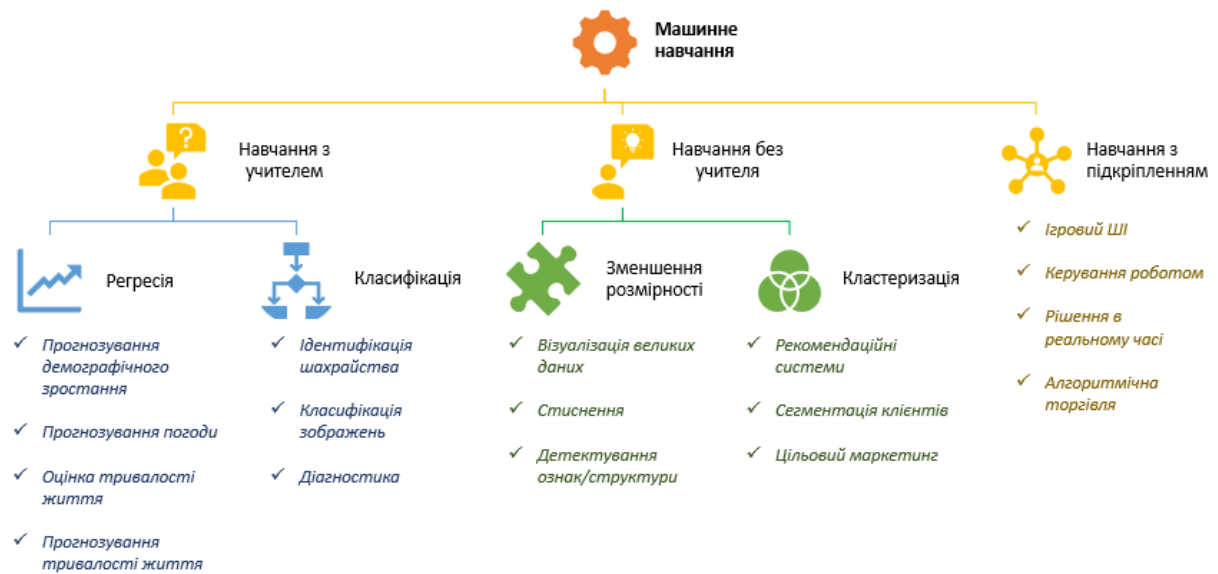 Машинне
навчання
Навчання з
учителем
Навчання без
учителя
Навчання з
підкріпленням
Регресія
Класифікація
Зменшення
розмірності
Кластеризація
✓ Прогнозування
демографічного
зростання
✓ Прогнозування погоди
✓ Оцінка тривалості
життя
✓ Прогнозування
тривалості життя
✓ Ідентифікація
шахрайства
✓ Класифікація
зображень
✓ Діагностика
✓ Візуалізація великих
даних
✓ Стиснення
✓ Детектування
ознак/структури
✓ Рекомендаційні
системи
✓ Сегментація клієнтів
✓ Цільовий маркетинг
✓ Ігровий ШІ
✓ Керування роботом
✓ Рішення в
реальному часі
✓ Алгоритмічна
торгівля